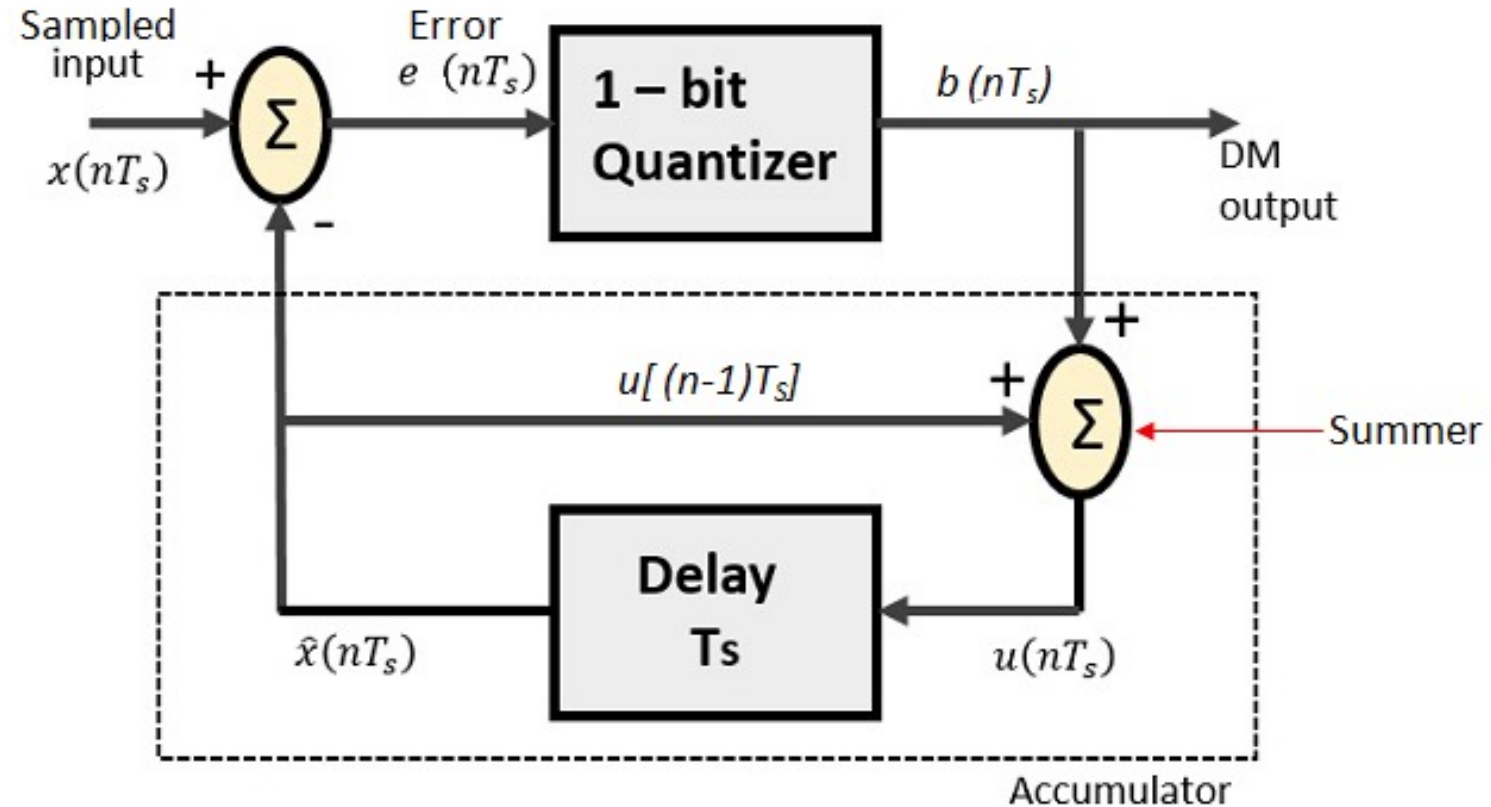 Sampled
input
+
Error
e (nTₛ)
1 – bit
Quantizer
b (nTₛ)
Σ
x(nTₛ)
DM
output
-
+
u[ (n-1)Tₛ]
+
Σ
Summer
Delay
Ts
x̂(nTₛ)
u(nTₛ)
Accumulator